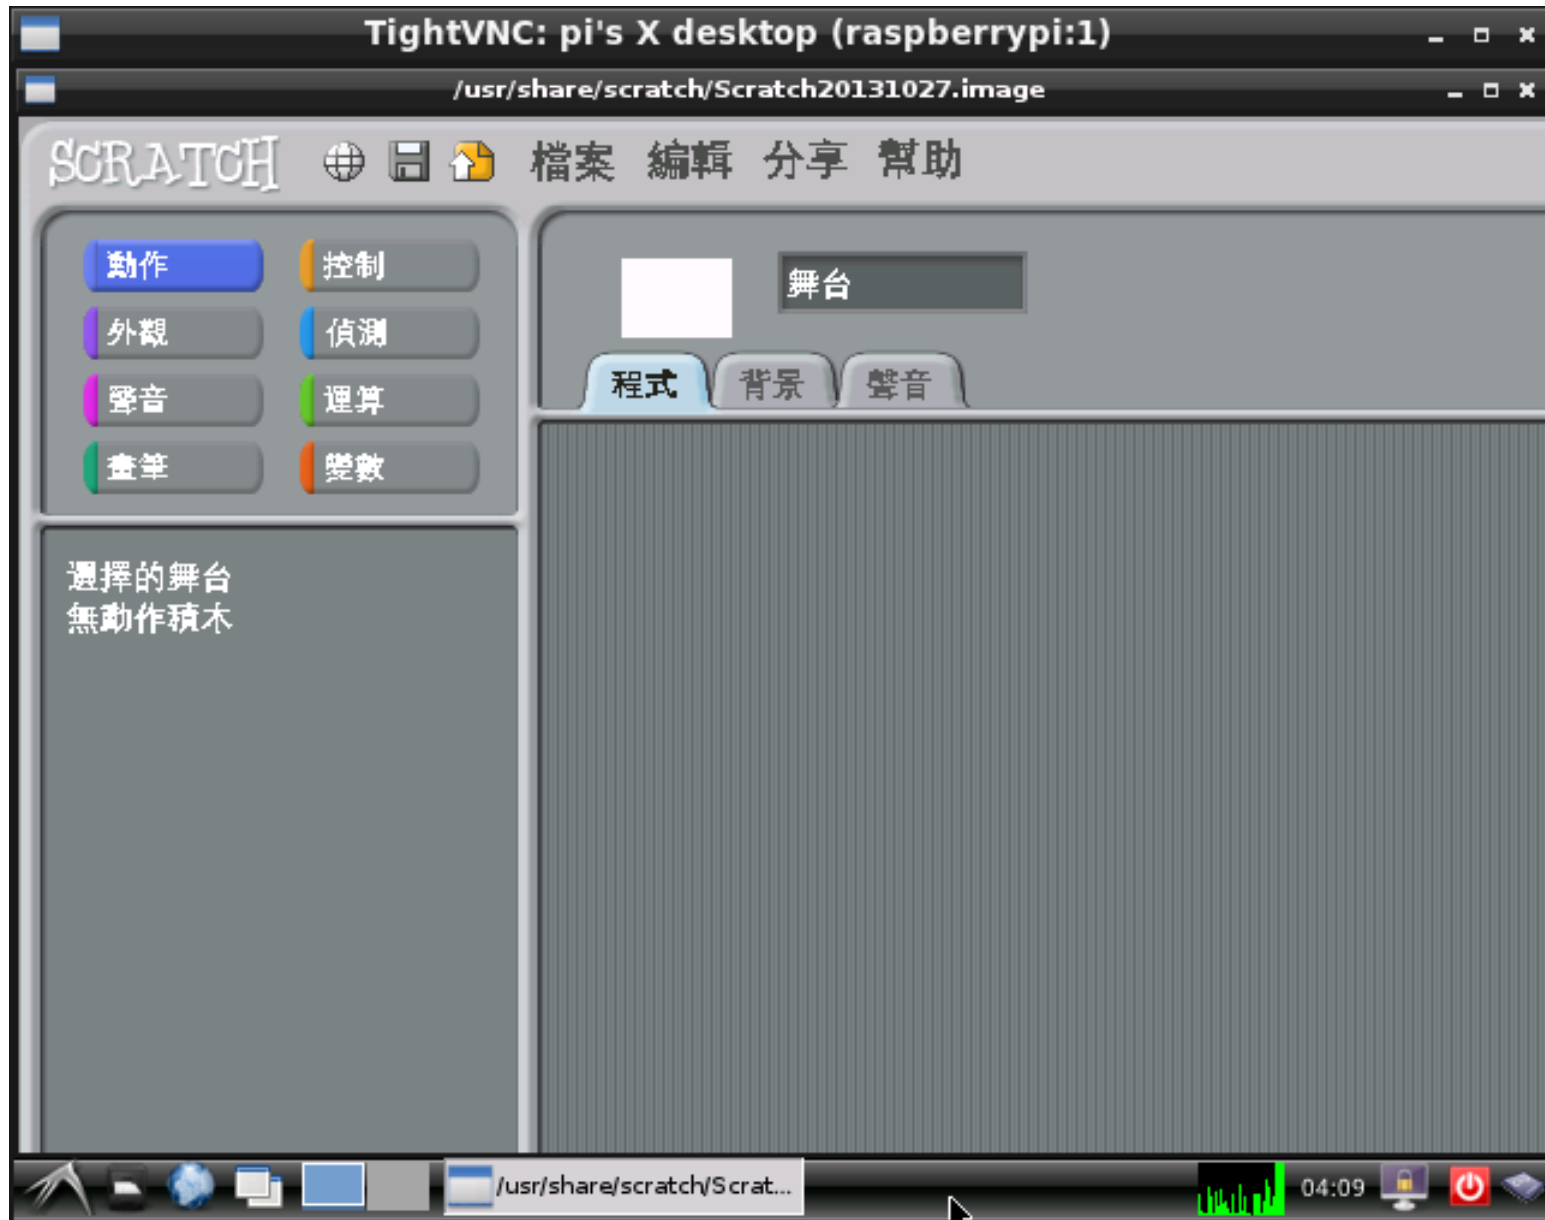 TightVNC: pi's X desktop (raspberrypi:1)
/usr/share/scratch/Scratch20131027.image
SCRATCH 檔案 編輯 分享 幫助
動作 控制
外觀 偵測
聲音 運算
畫筆 變數
舞台
程式 背景 聲音
選擇的舞台
無動作積木
/usr/share/scratch/Scrat...
04:09